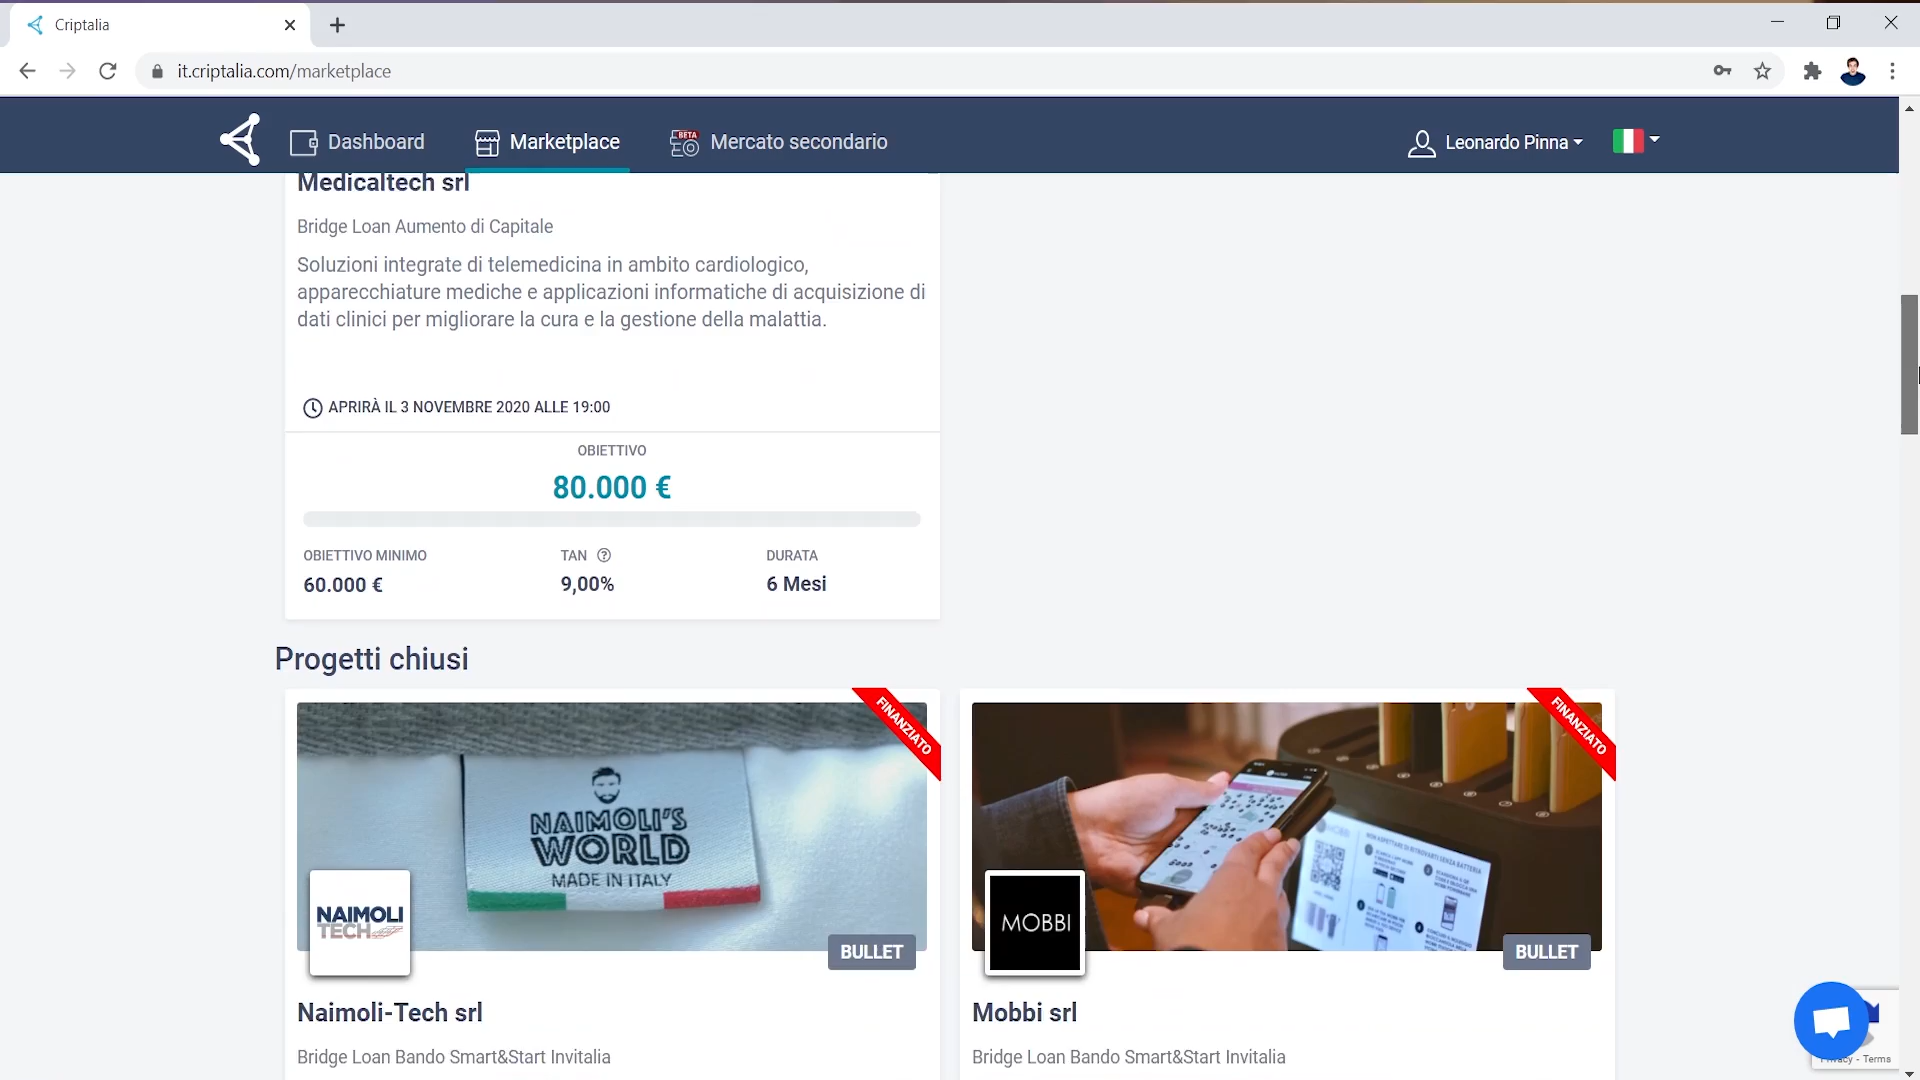 Criptalia
it.criptalia.com/marketplace
Dashboard
Marketplace
BETA
Mercato secondario
Leonardo Pinna
Medicaltech srl
Bridge Loan Aumento di Capitale
Soluzioni integrate di telemedicina in ambito cardiologico,
apparecchiature mediche e applicazioni informatiche di acquisizione di
dati clinici per migliorare la cura e la gestione della malattia.
APRIRÀ IL 3 NOVEMBRE 2020 ALLE 19:00
OBIETTIVO
80.000 €
OBIETTIVO MINIMO
TAN
DURATA
60.000 €
9,00%
6 Mesi
Progetti chiusi
FINANZIATO
NAIMOLI'S
WORLD
MADE IN ITALY
NAIMOLI
TECH
BULLET
Naimoli-Tech srl
Bridge Loan Bando Smart&Start Invitalia
FINANZIATO
MOBBI
BULLET
Mobbi srl
Bridge Loan Bando Smart&Start Invitalia
Privacy - Terms